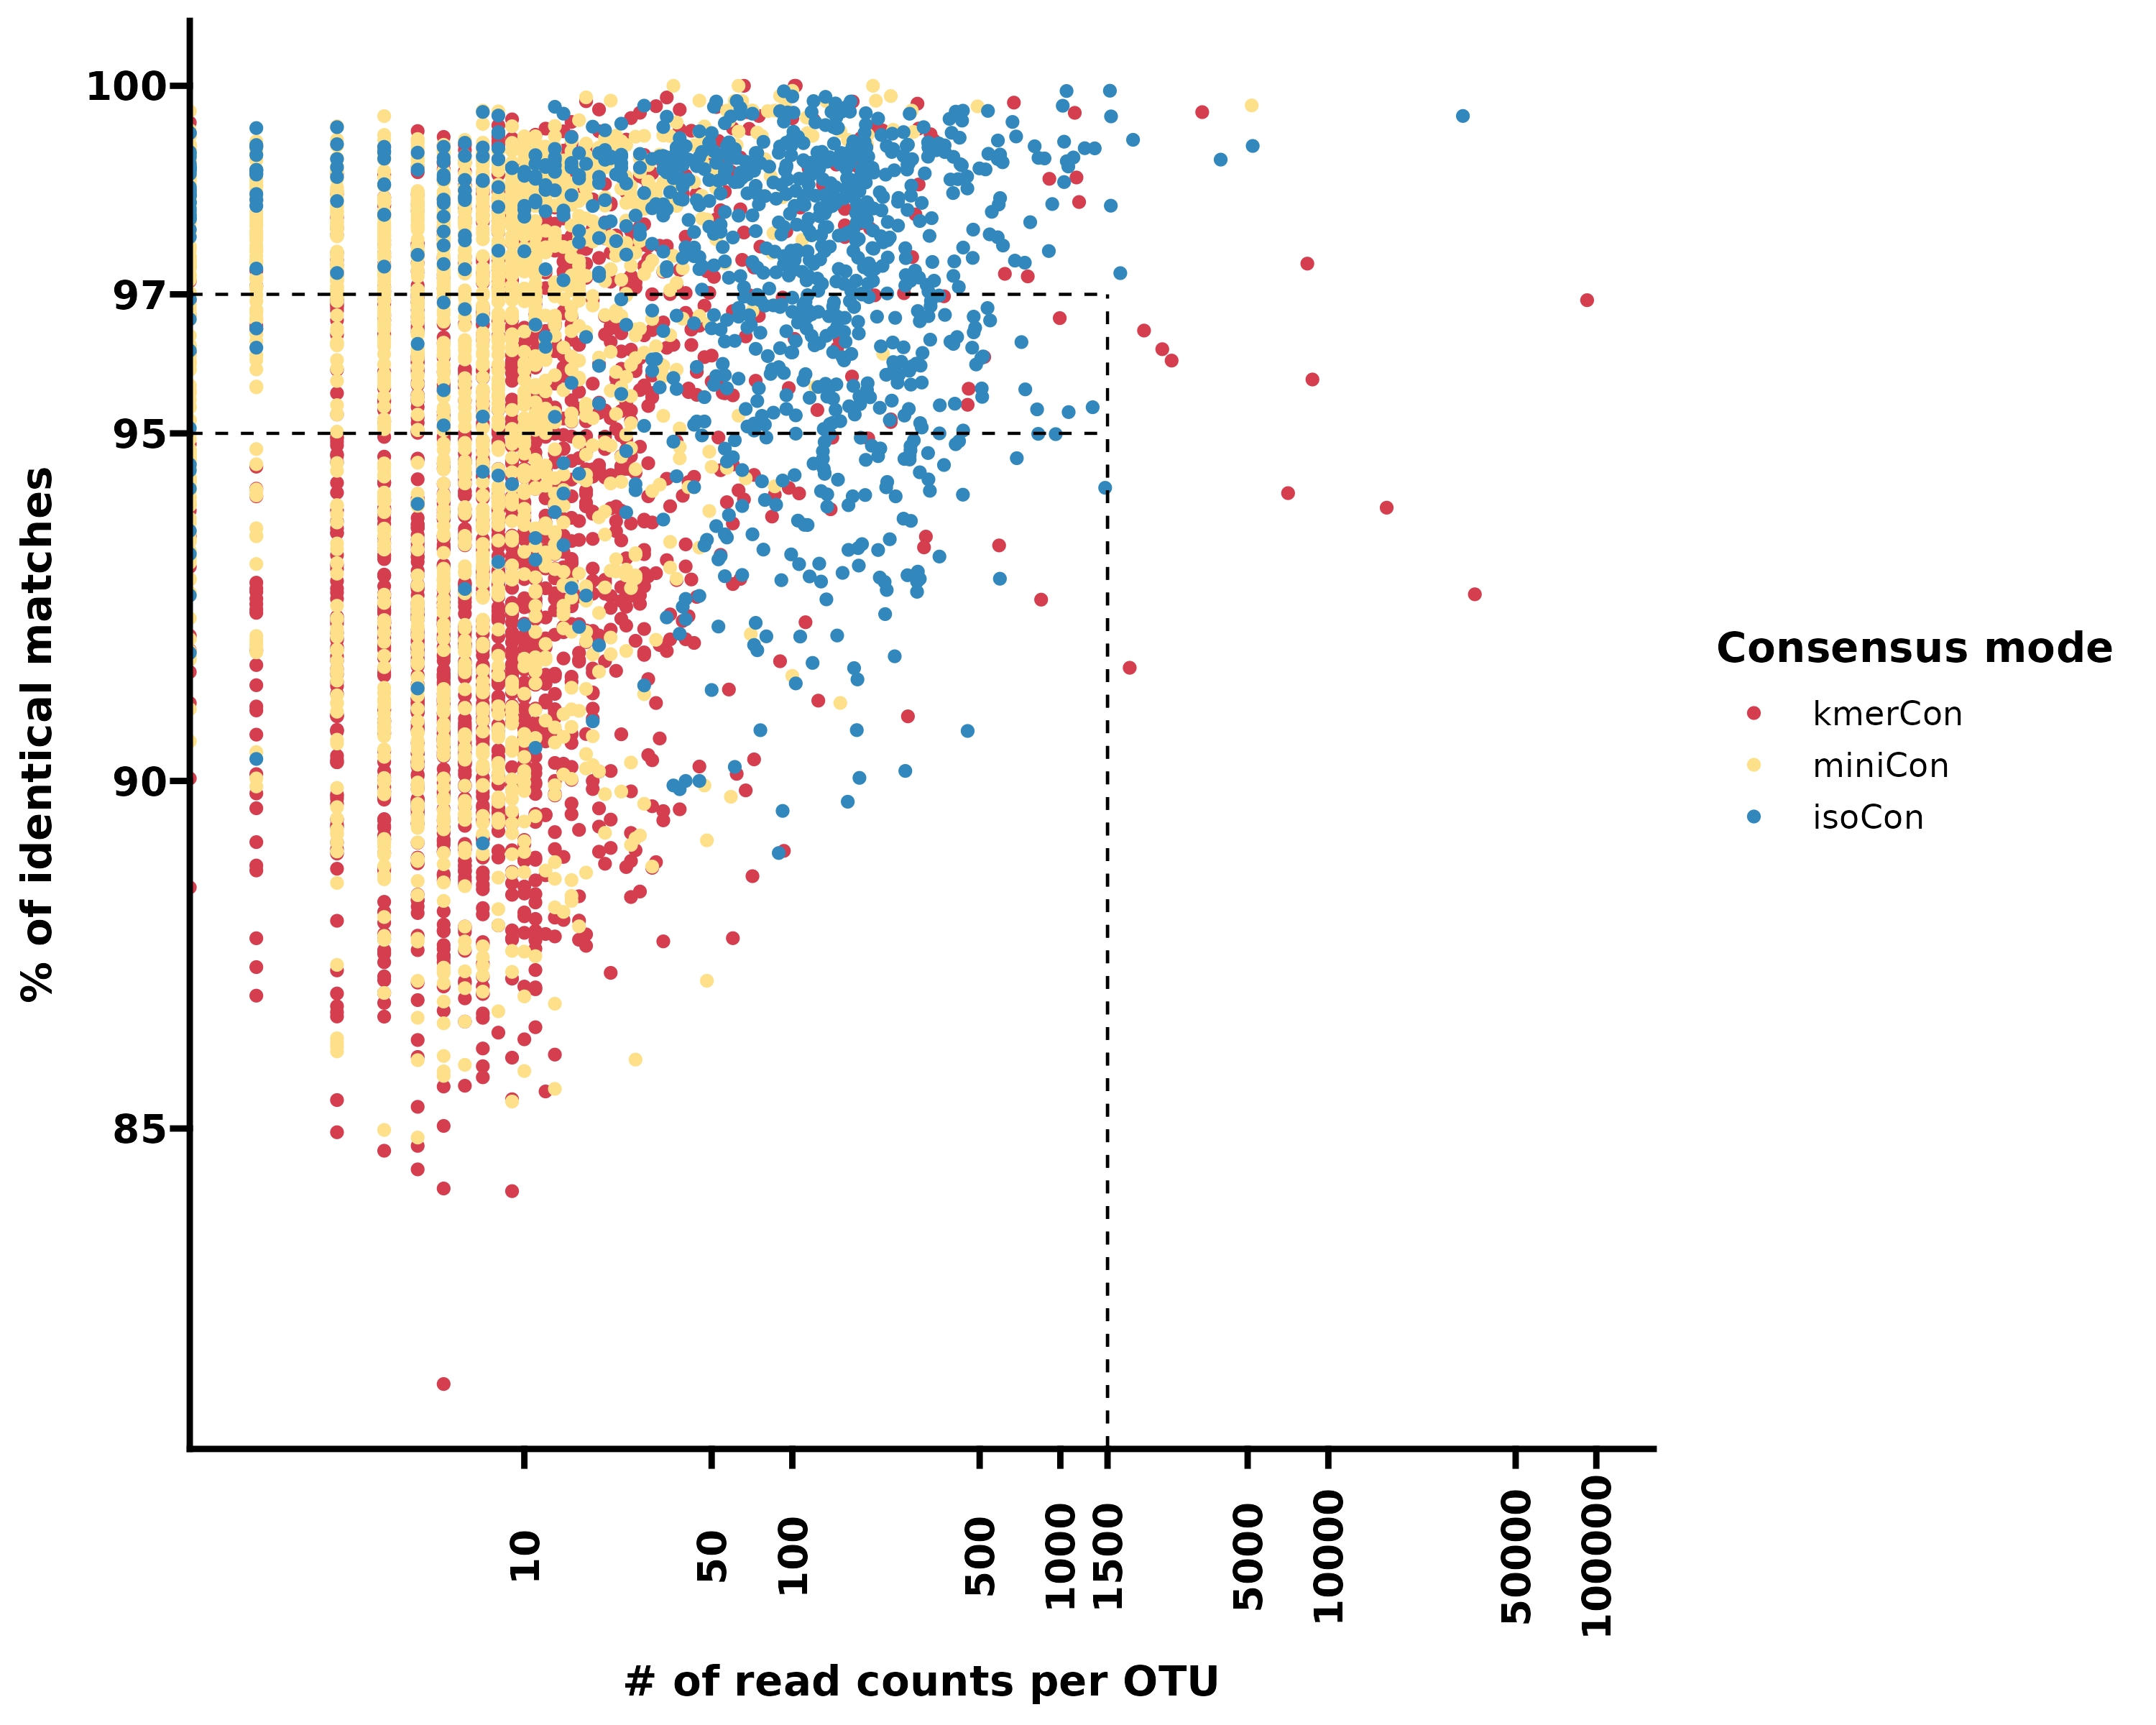 100
97
95
90
85
% of identical matches
10
50
100
500
1000
1500
5000
10000
50000
100000
# of read counts per OTU
Consensus mode
kmerCon
miniCon
isoCon